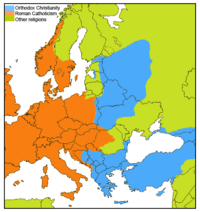 Orthodox Christianity
Roman Catholicism
Other religions